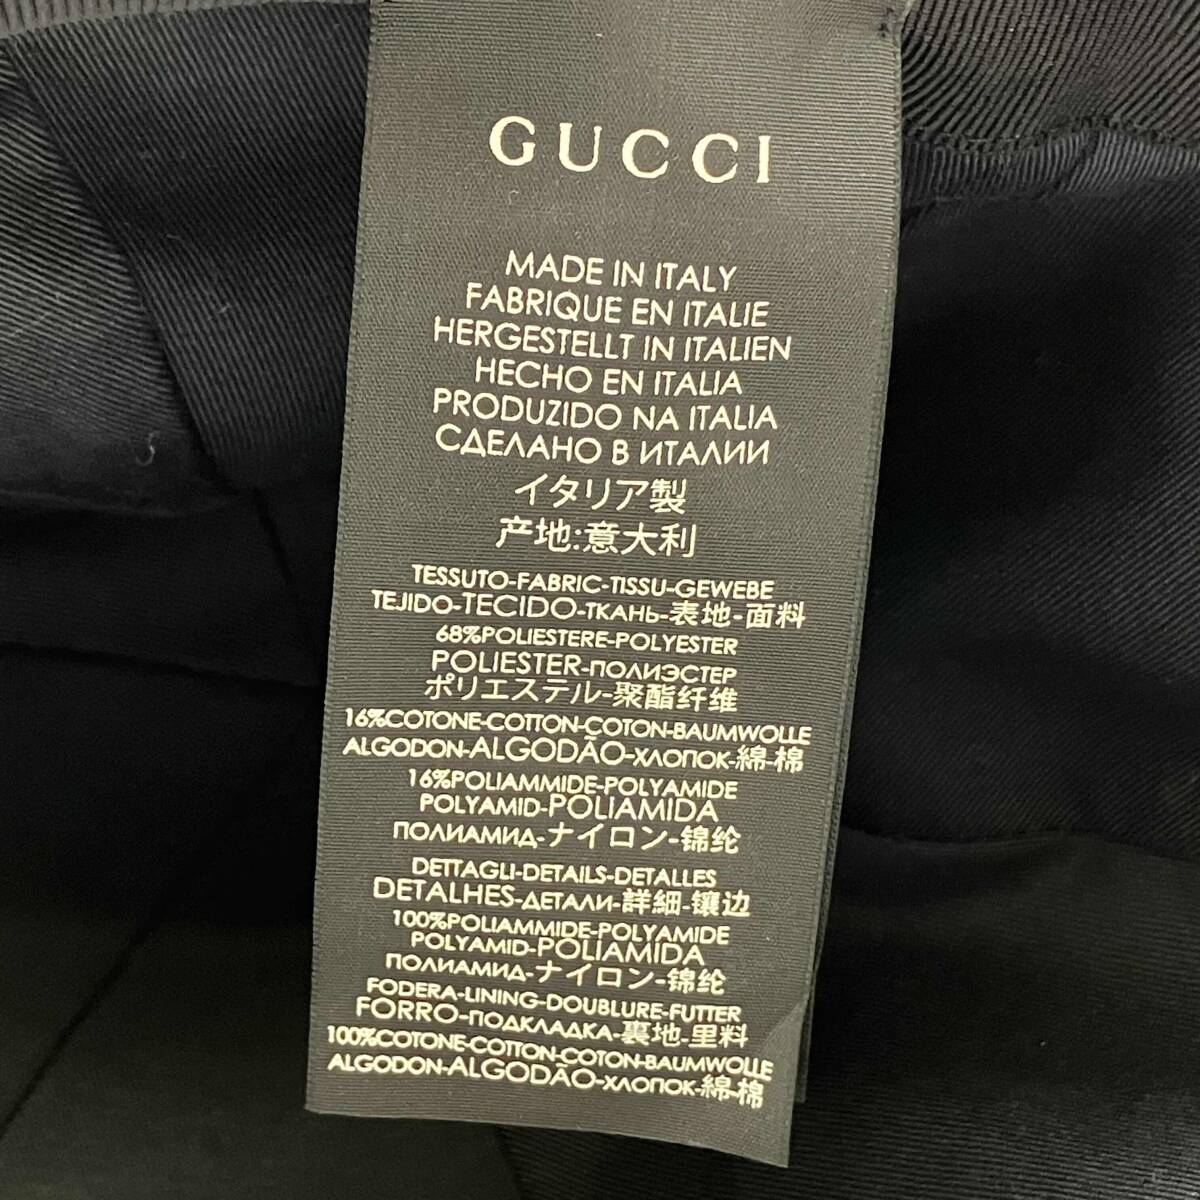 GUCCI
MADE IN ITALY
FABRIQUE EN ITALIE
HERGESTELLT IN ITALIEN
HECHO EN ITALIA
PRODUZIDO NA ITALIA
СДЕЛАНО В ИТАЛИИ
イタリア製
产地:意大利
TESSUTO-FABRIC-TISSU-GEWEBE
TEJIDO-TECIDO-ТКАНЬ-表地-面料
68%POLIESTERE-POLYESTER
POLIESTER-ПОЛИЭСТЕР
ポリエステル-聚酯纤维
16%COTONE-COTTON-COTON-BAUMWOLLE
ALGODON-ALGODÃO-ХЛОПОК-綿-棉
16%POLIAMMIDE-POLYAMIDE
POLYAMID-POLIAMIDA
ПОЛИАМИД-ナイロン-锦纶
DETTAGLI-DETAILS-DETALLES
DETALHES-ДЕТАЛИ-詳細-镶边
100%POLIAMMIDE-POLYAMIDE
POLYAMID-POLIAMIDA
ПОЛИАМИД-ナイロン-锦纶
FODERA-LINING-DOUBLURE-FUTTER
FORRO-ПОДКЛАДКА-裏地-里料
100%COTONE-COTTON-COTON-BAUMWOLLE
ALGODON-ALGODÃO-ХЛОПОК-綿-棉